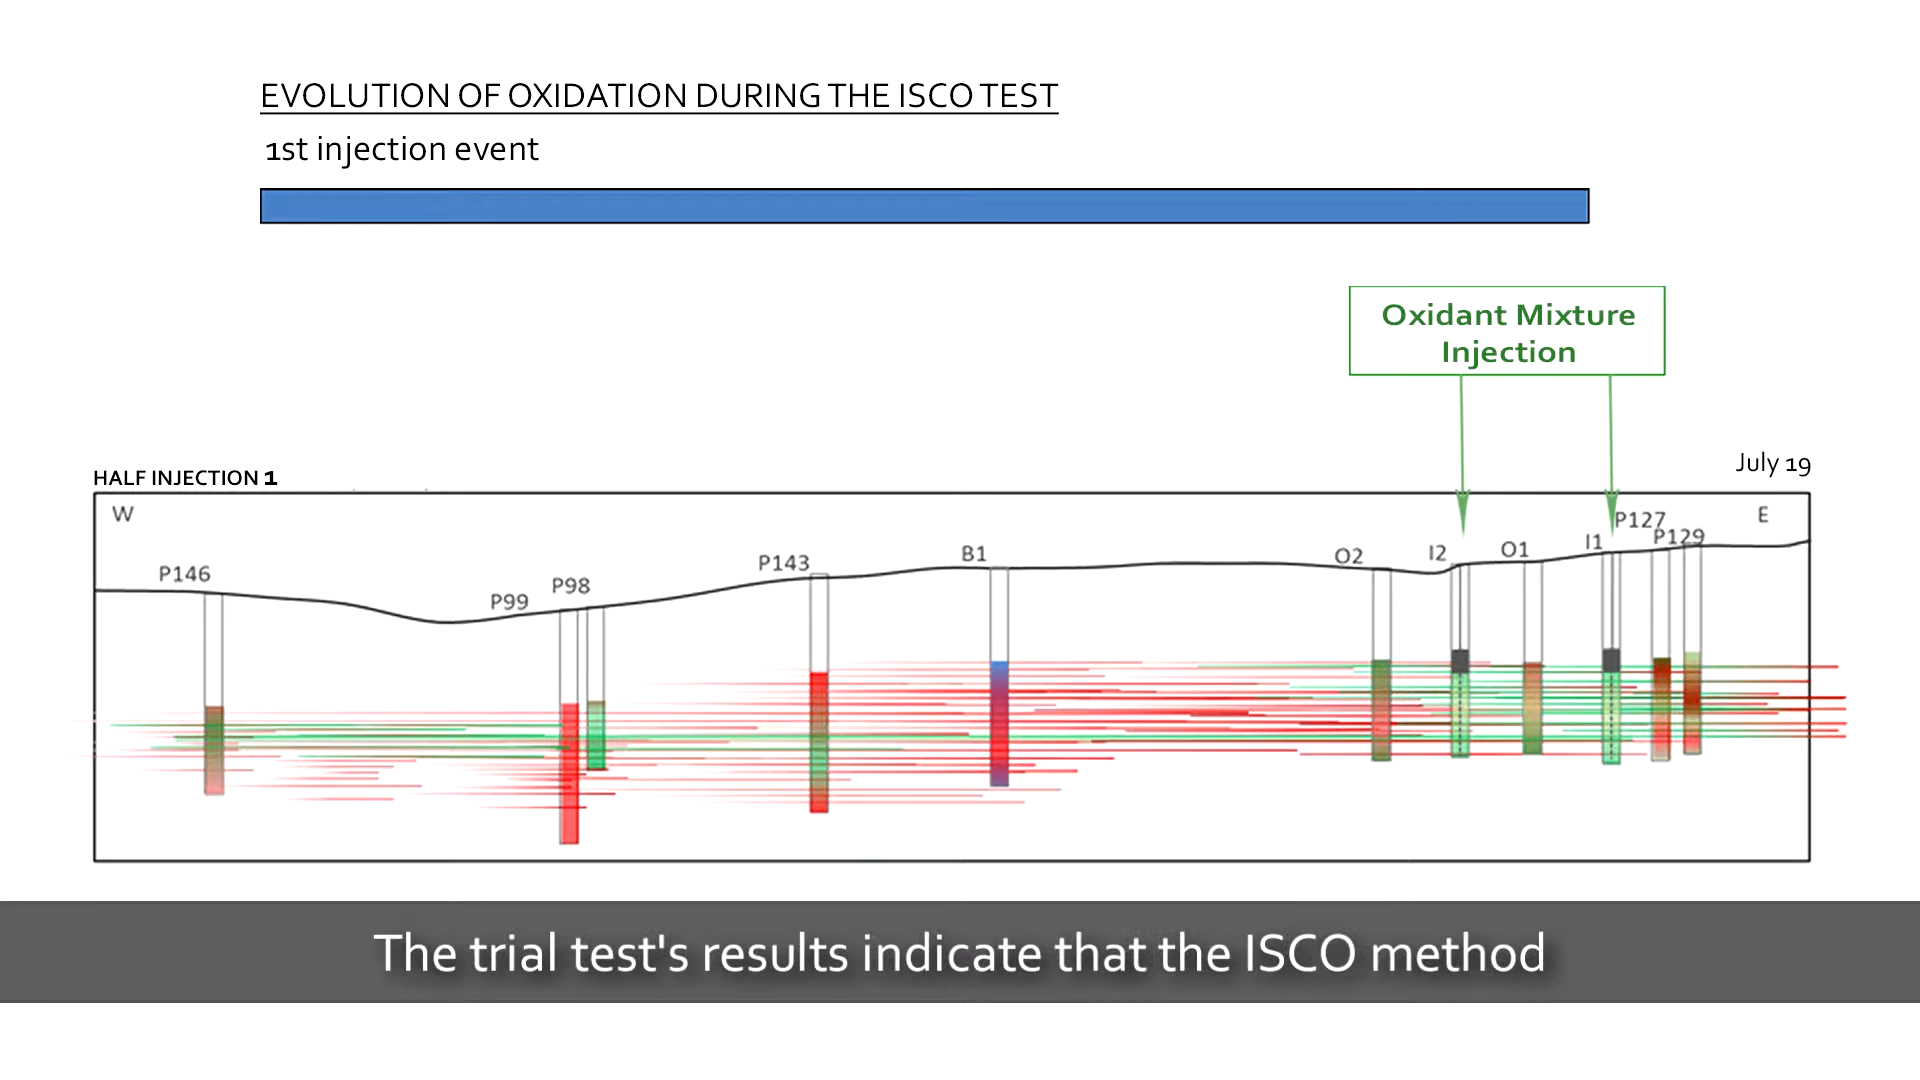 EVOLUTION OF OXIDATION DURING THE ISCO TEST
1st injection event
Oxidant Mixture
Injection
HALF INJECTION 1
July 19
W
E
P146
P99
P98
P143
B1
O2
I2
O1
I1
P127
P129
The trial test's results indicate that the ISCO method